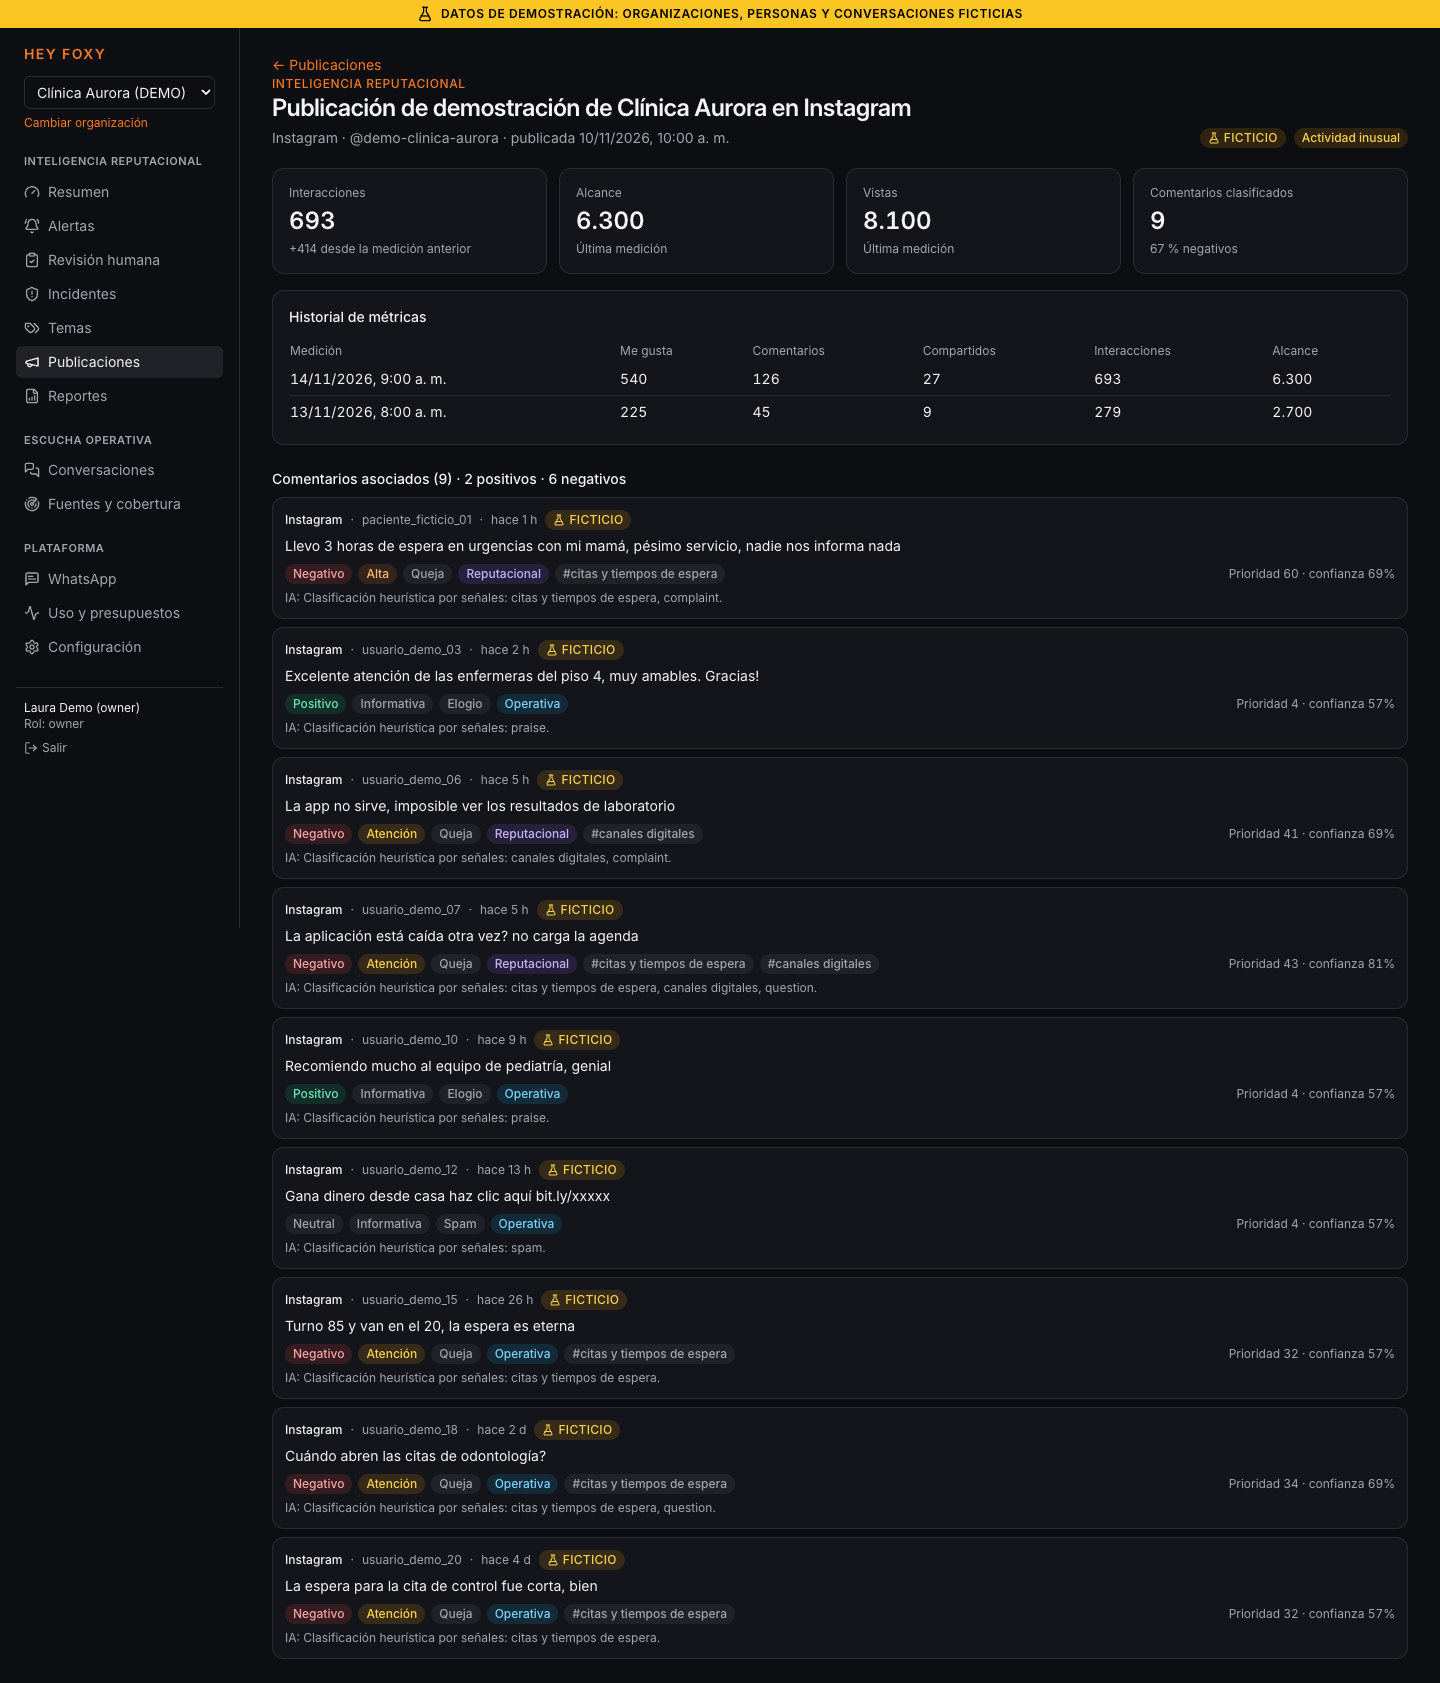 DATOS DE DEMOSTRACIÓN: ORGANIZACIONES, PERSONAS Y CONVERSACIONES FICTICIAS
HEY FOXY
Clínica Aurora (DEMO)
Cambiar organización
INTELIGENCIA REPUTACIONAL
Resumen
Alertas
Revisión humana
Incidentes
Temas
Publicaciones
Reportes
ESCUCHA OPERATIVA
Conversaciones
Fuentes y cobertura
PLATAFORMA
WhatsApp
Uso y presupuestos
Configuración
Laura Demo (owner)
Rol: owner
Salir
← Publicaciones
INTELIGENCIA REPUTACIONAL
Publicación de demostración de Clínica Aurora en Instagram
Instagram · @demo-clinica-aurora · publicada 10/11/2026, 10:00 a. m.
FICTICIO Actividad inusual
Interacciones
693
+414 desde la medición anterior
Alcance
6.300
Última medición
Vistas
8.100
Última medición
Comentarios clasificados
9
67 % negativos
Historial de métricas
Medición Me gusta Comentarios Compartidos Interacciones Alcance
14/11/2026, 9:00 a. m. 540 126 27 693 6.300
13/11/2026, 8:00 a. m. 225 45 9 279 2.700
Comentarios asociados (9) · 2 positivos · 6 negativos
Instagram · paciente_ficticio_01 · hace 1 h FICTICIO
Llevo 3 horas de espera en urgencias con mi mamá, pésimo servicio, nadie nos informa nada
Negativo Alta Queja Reputacional #citas y tiempos de espera Prioridad 60 · confianza 69%
IA: Clasificación heurística por señales: citas y tiempos de espera, complaint.
Instagram · usuario_demo_03 · hace 2 h FICTICIO
Excelente atención de las enfermeras del piso 4, muy amables. Gracias!
Positivo Informativa Elogio Operativa Prioridad 4 · confianza 57%
IA: Clasificación heurística por señales: praise.
Instagram · usuario_demo_06 · hace 5 h FICTICIO
La app no sirve, imposible ver los resultados de laboratorio
Negativo Atención Queja Reputacional #canales digitales Prioridad 41 · confianza 69%
IA: Clasificación heurística por señales: canales digitales, complaint.
Instagram · usuario_demo_07 · hace 5 h FICTICIO
La aplicación está caída otra vez? no carga la agenda
Negativo Atención Queja Reputacional #citas y tiempos de espera #canales digitales Prioridad 43 · confianza 81%
IA: Clasificación heurística por señales: citas y tiempos de espera, canales digitales, question.
Instagram · usuario_demo_10 · hace 9 h FICTICIO
Recomiendo mucho al equipo de pediatría, genial
Positivo Informativa Elogio Operativa Prioridad 4 · confianza 57%
IA: Clasificación heurística por señales: praise.
Instagram · usuario_demo_12 · hace 13 h FICTICIO
Gana dinero desde casa haz clic aquí bit.ly/xxxxx
Neutral Informativa Spam Operativa Prioridad 4 · confianza 57%
IA: Clasificación heurística por señales: spam.
Instagram · usuario_demo_15 · hace 26 h FICTICIO
Turno 85 y van en el 20, la espera es eterna
Negativo Atención Queja Operativa #citas y tiempos de espera Prioridad 32 · confianza 57%
IA: Clasificación heurística por señales: citas y tiempos de espera.
Instagram · usuario_demo_18 · hace 2 d FICTICIO
Cuándo abren las citas de odontología?
Negativo Atención Queja Operativa #citas y tiempos de espera Prioridad 34 · confianza 69%
IA: Clasificación heurística por señales: citas y tiempos de espera, question.
Instagram · usuario_demo_20 · hace 4 d FICTICIO
La espera para la cita de control fue corta, bien
Negativo Atención Queja Operativa #citas y tiempos de espera Prioridad 32 · confianza 57%
IA: Clasificación heurística por señales: citas y tiempos de espera.